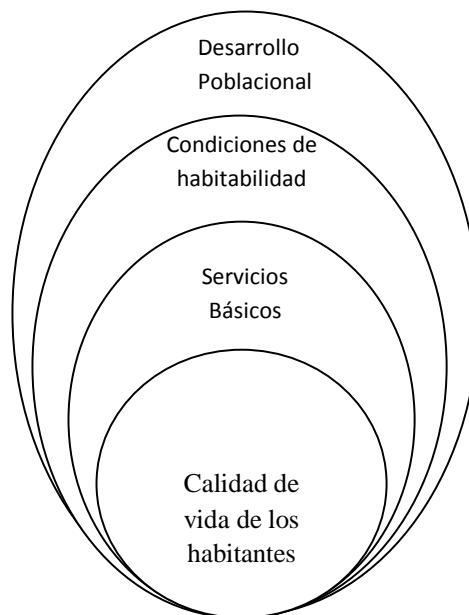 Desarrollo
Poblacional
Condiciones de
habitabilidad
Servicios
Básicos
Calidad de
vida de los
habitantes